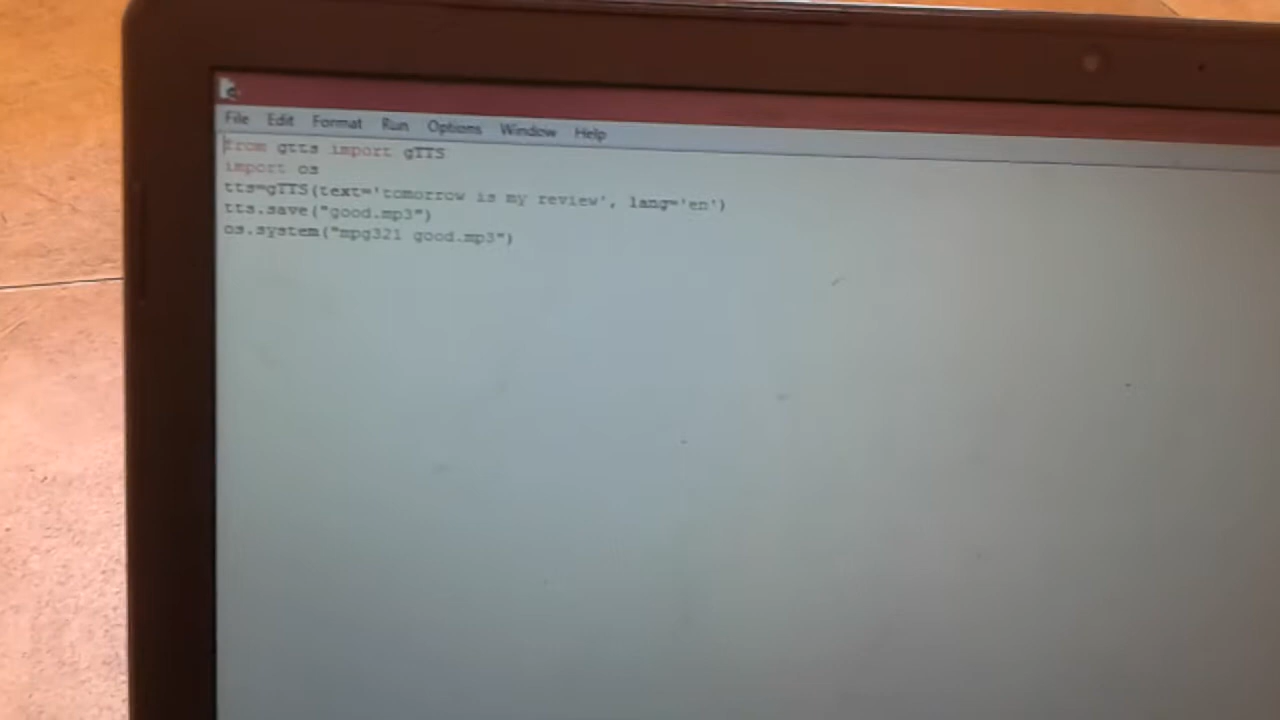 File Edit Format Run Options Window Help
from gtts import gTTS
import os
tts=gTTS(text='tomorrow is my review', lang='en')
tts.save("good.mp3")
os.system("mpg321 good.mp3")